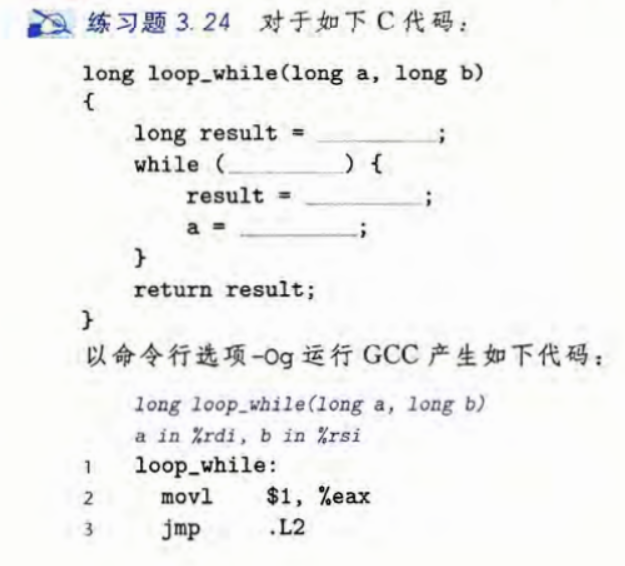 练习题 3.24 对于如下 C 代码：
long loop_while(long a, long b)
{
long result = ________;
while (________) {
result = ________;
a = ________;
}
return result;
}
以命令行选项-Og 运行 GCC 产生如下代码：
long loop_while(long a, long b)
a in %rdi, b in %rsi
1 loop_while:
2 movl $1, %eax
3 jmp .L2